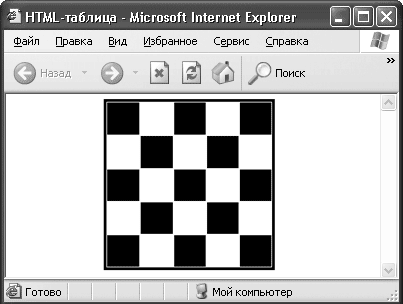 HTML-таблица - Microsoft Internet Explorer
Файл Правка Вид Избранное Сервис Справка
Назад Поиск »
Готово Мой компьютер